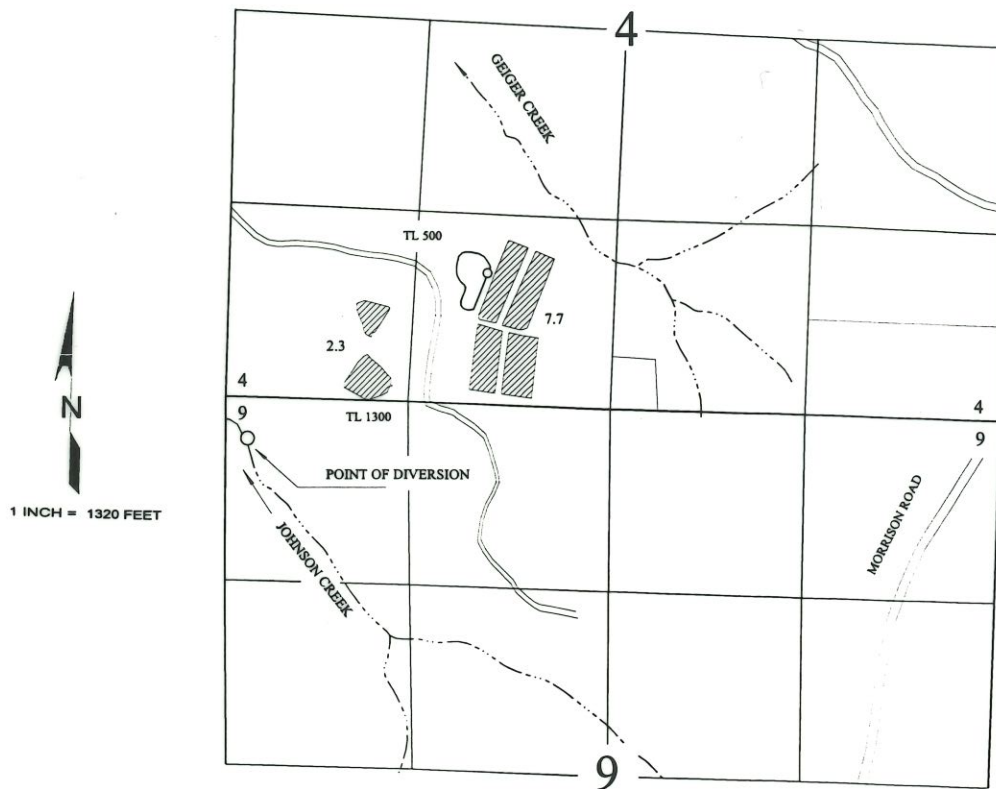 4
GEIGER CREEK
TL 500
7.7
2.3
4
4
9
9
TL 1300
N
POINT OF DIVERSION
1 INCH = 1320 FEET
MORRISON ROAD
JOHNSON CREEK
9